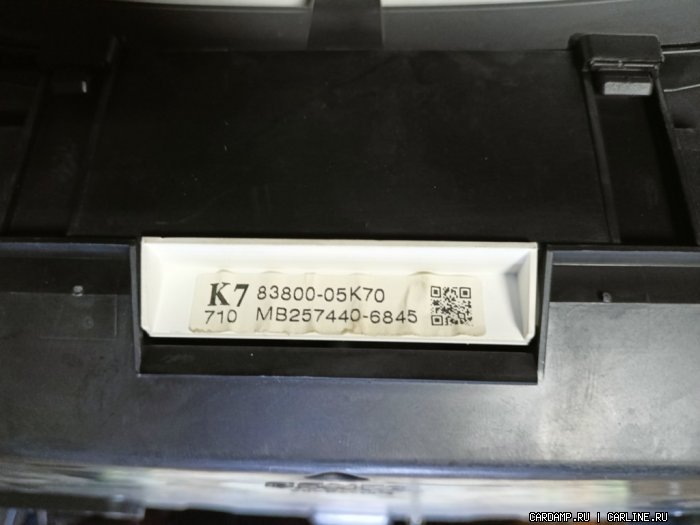 K7 83800-05K70
710 MB257440-6845
CARDAMP.RU | CARLINE.RU